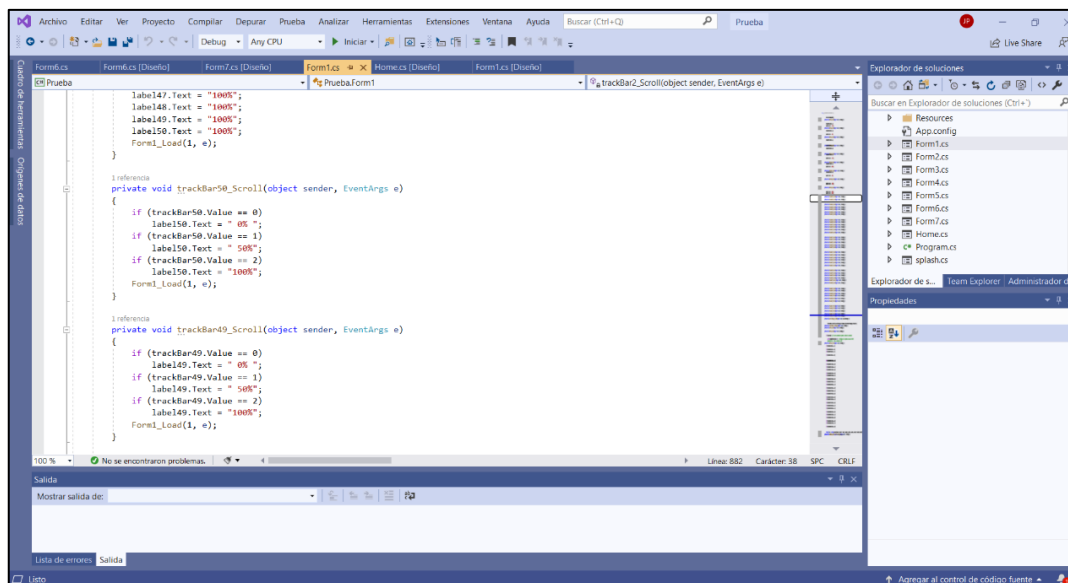 Archivo Editar Ver Proyecto Compilar Depurar Prueba Analizar Herramientas Extensiones Ventana Ayuda Buscar (Ctrl+Q) Prueba JP
Debug Any CPU Iniciar Live Share
Cuadro de herramientas Orígenes de datos
Form6.cs Form6.cs [Diseño] Form7.cs [Diseño] Form1.cs Home.cs [Diseño] Form1.cs [Diseño]
Prueba Prueba.Form1 trackBar2_Scroll(object sender, EventArgs e)
label47.Text = "100%";
label48.Text = "100%";
label49.Text = "100%";
label50.Text = "100%";
Form1_Load(1, e);
}
1 referencia
private void trackBar50_Scroll(object sender, EventArgs e)
{
if (trackBar50.Value == 0)
label50.Text = " 0% ";
if (trackBar50.Value == 1)
label50.Text = " 50%";
if (trackBar50.Value == 2)
label50.Text = "100%";
Form1_Load(1, e);
}
1 referencia
private void trackBar49_Scroll(object sender, EventArgs e)
{
if (trackBar49.Value == 0)
label49.Text = " 0% ";
if (trackBar49.Value == 1)
label49.Text = " 50%";
if (trackBar49.Value == 2)
label49.Text = "100%";
Form1_Load(1, e);
}
100 % No se encontraron problemas. Línea: 882 Carácter: 38 SPC CRLF
Salida
Mostrar salida de:
Lista de errores Salida
Explorador de soluciones
Buscar en Explorador de soluciones (Ctrl+')
Resources
App.config
Form1.cs
Form2.cs
Form3.cs
Form4.cs
Form5.cs
Form6.cs
Form7.cs
Home.cs
C# Program.cs
splash.cs
Explorador de s... Team Explorer Administrador d
Propiedades
Listo Agregar al control de código fuente